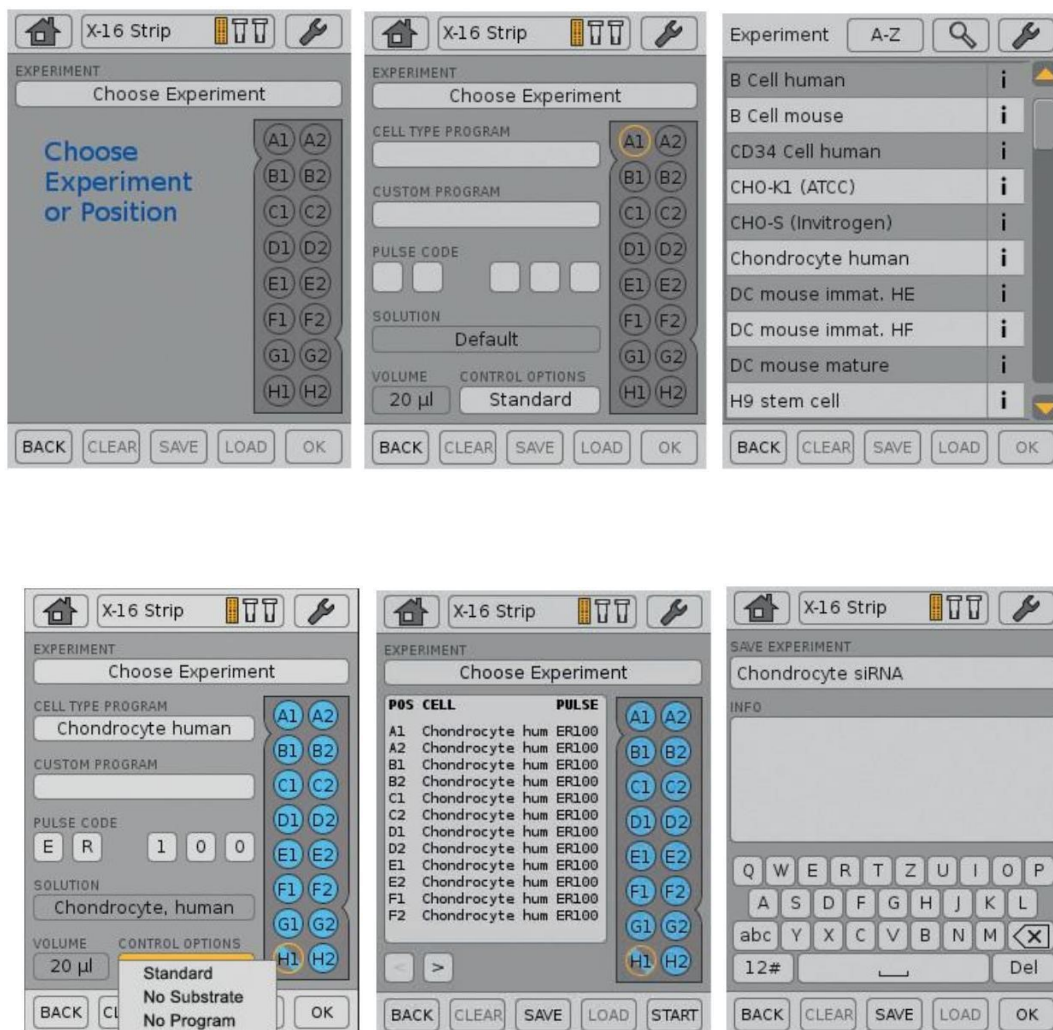 X-16 Strip
EXPERIMENT
Choose Experiment
Choose
Experiment
or Position
A1 A2
B1 B2
C1 C2
D1 D2
E1 E2
F1 F2
G1 G2
H1 H2
BACK CLEAR SAVE LOAD OK
X-16 Strip
EXPERIMENT
Choose Experiment
CELL TYPE PROGRAM
CUSTOM PROGRAM
PULSE CODE
SOLUTION
Default
VOLUME CONTROL OPTIONS
20 µl Standard
A1 A2
B1 B2
C1 C2
D1 D2
E1 E2
F1 F2
G1 G2
H1 H2
BACK CLEAR SAVE LOAD OK
Experiment A-Z
B Cell human i
B Cell mouse i
CD34 Cell human i
CHO-K1 (ATCC) i
CHO-S (Invitrogen) i
Chondrocyte human i
DC mouse immat. HE i
DC mouse immat. HF i
DC mouse mature i
H9 stem cell i
BACK CLEAR SAVE LOAD OK
X-16 Strip
EXPERIMENT
Choose Experiment
CELL TYPE PROGRAM
Chondrocyte human
CUSTOM PROGRAM
PULSE CODE
E R 1 0 0
SOLUTION
Chondrocyte, human
VOLUME CONTROL OPTIONS
20 µl
Standard
No Substrate
No Program
A1 A2
B1 B2
C1 C2
D1 D2
E1 E2
F1 F2
G1 G2
H1 H2
BACK CL OK
X-16 Strip
EXPERIMENT
Choose Experiment
POS CELL PULSE
A1 Chondrocyte hum ER100
A2 Chondrocyte hum ER100
B1 Chondrocyte hum ER100
B2 Chondrocyte hum ER100
C1 Chondrocyte hum ER100
C2 Chondrocyte hum ER100
D1 Chondrocyte hum ER100
D2 Chondrocyte hum ER100
E1 Chondrocyte hum ER100
E2 Chondrocyte hum ER100
F1 Chondrocyte hum ER100
F2 Chondrocyte hum ER100
< >
A1 A2
B1 B2
C1 C2
D1 D2
E1 E2
F1 F2
G1 G2
H1 H2
BACK CLEAR SAVE LOAD START
X-16 Strip
SAVE EXPERIMENT
Chondrocyte siRNA
INFO
Q W E R T Z U I O P
A S D F G H J K L
abc Y X C V B N M
12# Del
BACK CLEAR SAVE LOAD OK